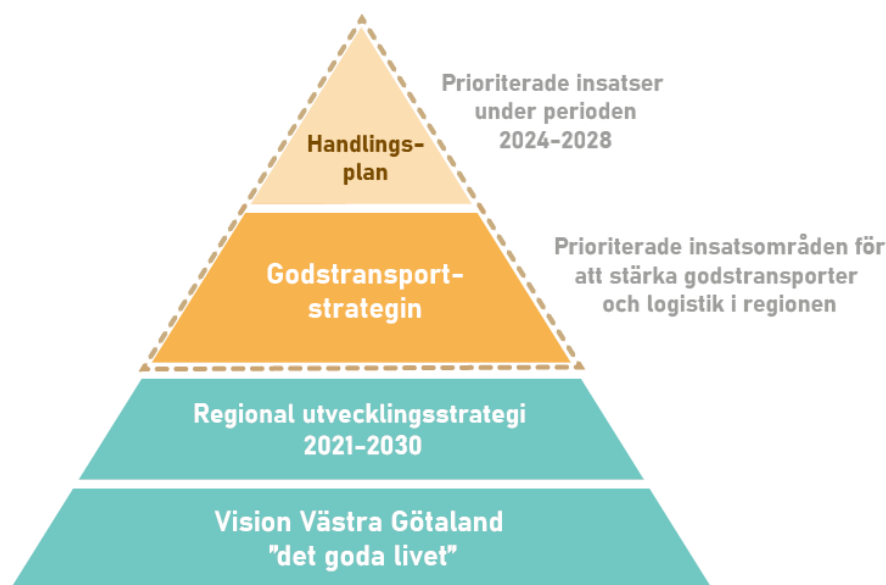 Prioriterade insatser
under perioden
2024-2028
Handlings-
plan
Prioriterade insatsområden för
att stärka godstransporter
och logistik i regionen
Godstransport-
strategin
Regional utvecklingsstrategi
2021-2030
Vision Västra Götaland
”det goda livet”